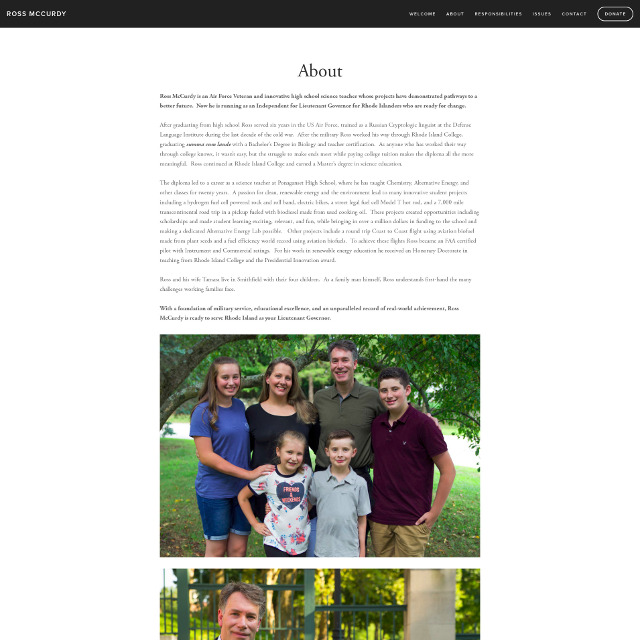 ROSS MCCURDY
WELCOME ABOUT RESPONSIBILITIES ISSUES CONTACT DONATE
About
Ross McCurdy is an Air Force Veteran and innovative high school science teacher whose projects have demonstrated pathways to a
better future. Now he is running as an Independent for Lieutenant Governor for Rhode Islanders who are ready for change.
After graduating from high school Ross served six years in the US Air Force, trained as a Russian Cryptologic linguist at the Defense
Language Institute during the last decade of the cold war. After the military Ross worked his way through Rhode Island College,
graduating summa cum laude with a Bachelor's Degree in Biology and teacher certification. As anyone who has worked their way
through college knows, it wasn't easy, but the struggle to make ends meet while paying college tuition makes the diploma all the more
meaningful. Ross continued at Rhode Island College and earned a Master's degree in science education.
The diploma led to a career as a science teacher at Ponaganset High School, where he has taught Chemistry, Alternative Energy, and
other classes for twenty years. A passion for clean, renewable energy and the environment lead to many innovative student projects
including a hydrogen fuel cell powered rock and roll band, electric bikes, a street legal fuel cell Model T hot rod, and a 7,000 mile
transcontinental road trip in a pickup fueled with biodiesel made from used cooking oil. These projects created opportunities including
scholarships and made student learning exciting, relevant, and fun, while bringing in over a million dollars in funding to the school and
making a dedicated Alternative Energy Lab possible. Other projects include a round trip Coast to Coast flight using aviation biofuel
made from plant seeds and a fuel efficiency world record using aviation biofuels. To achieve these flights Ross became an FAA certified
pilot with Instrument and Commercial ratings. For his work in renewable energy education he received an Honorary Doctorate in
teaching from Rhode Island College and the Presidential Innovation award.
Ross and his wife Tamara live in Smithfield with their four children. As a family man himself, Ross understands first-hand the many
challenges working families face.
With a foundation of military service, educational excellence, and an unparalleled record of real-world achievement, Ross
McCurdy is ready to serve Rhode Island as your Lieutenant Governor.
FRIENDS
&
WEEKENDS